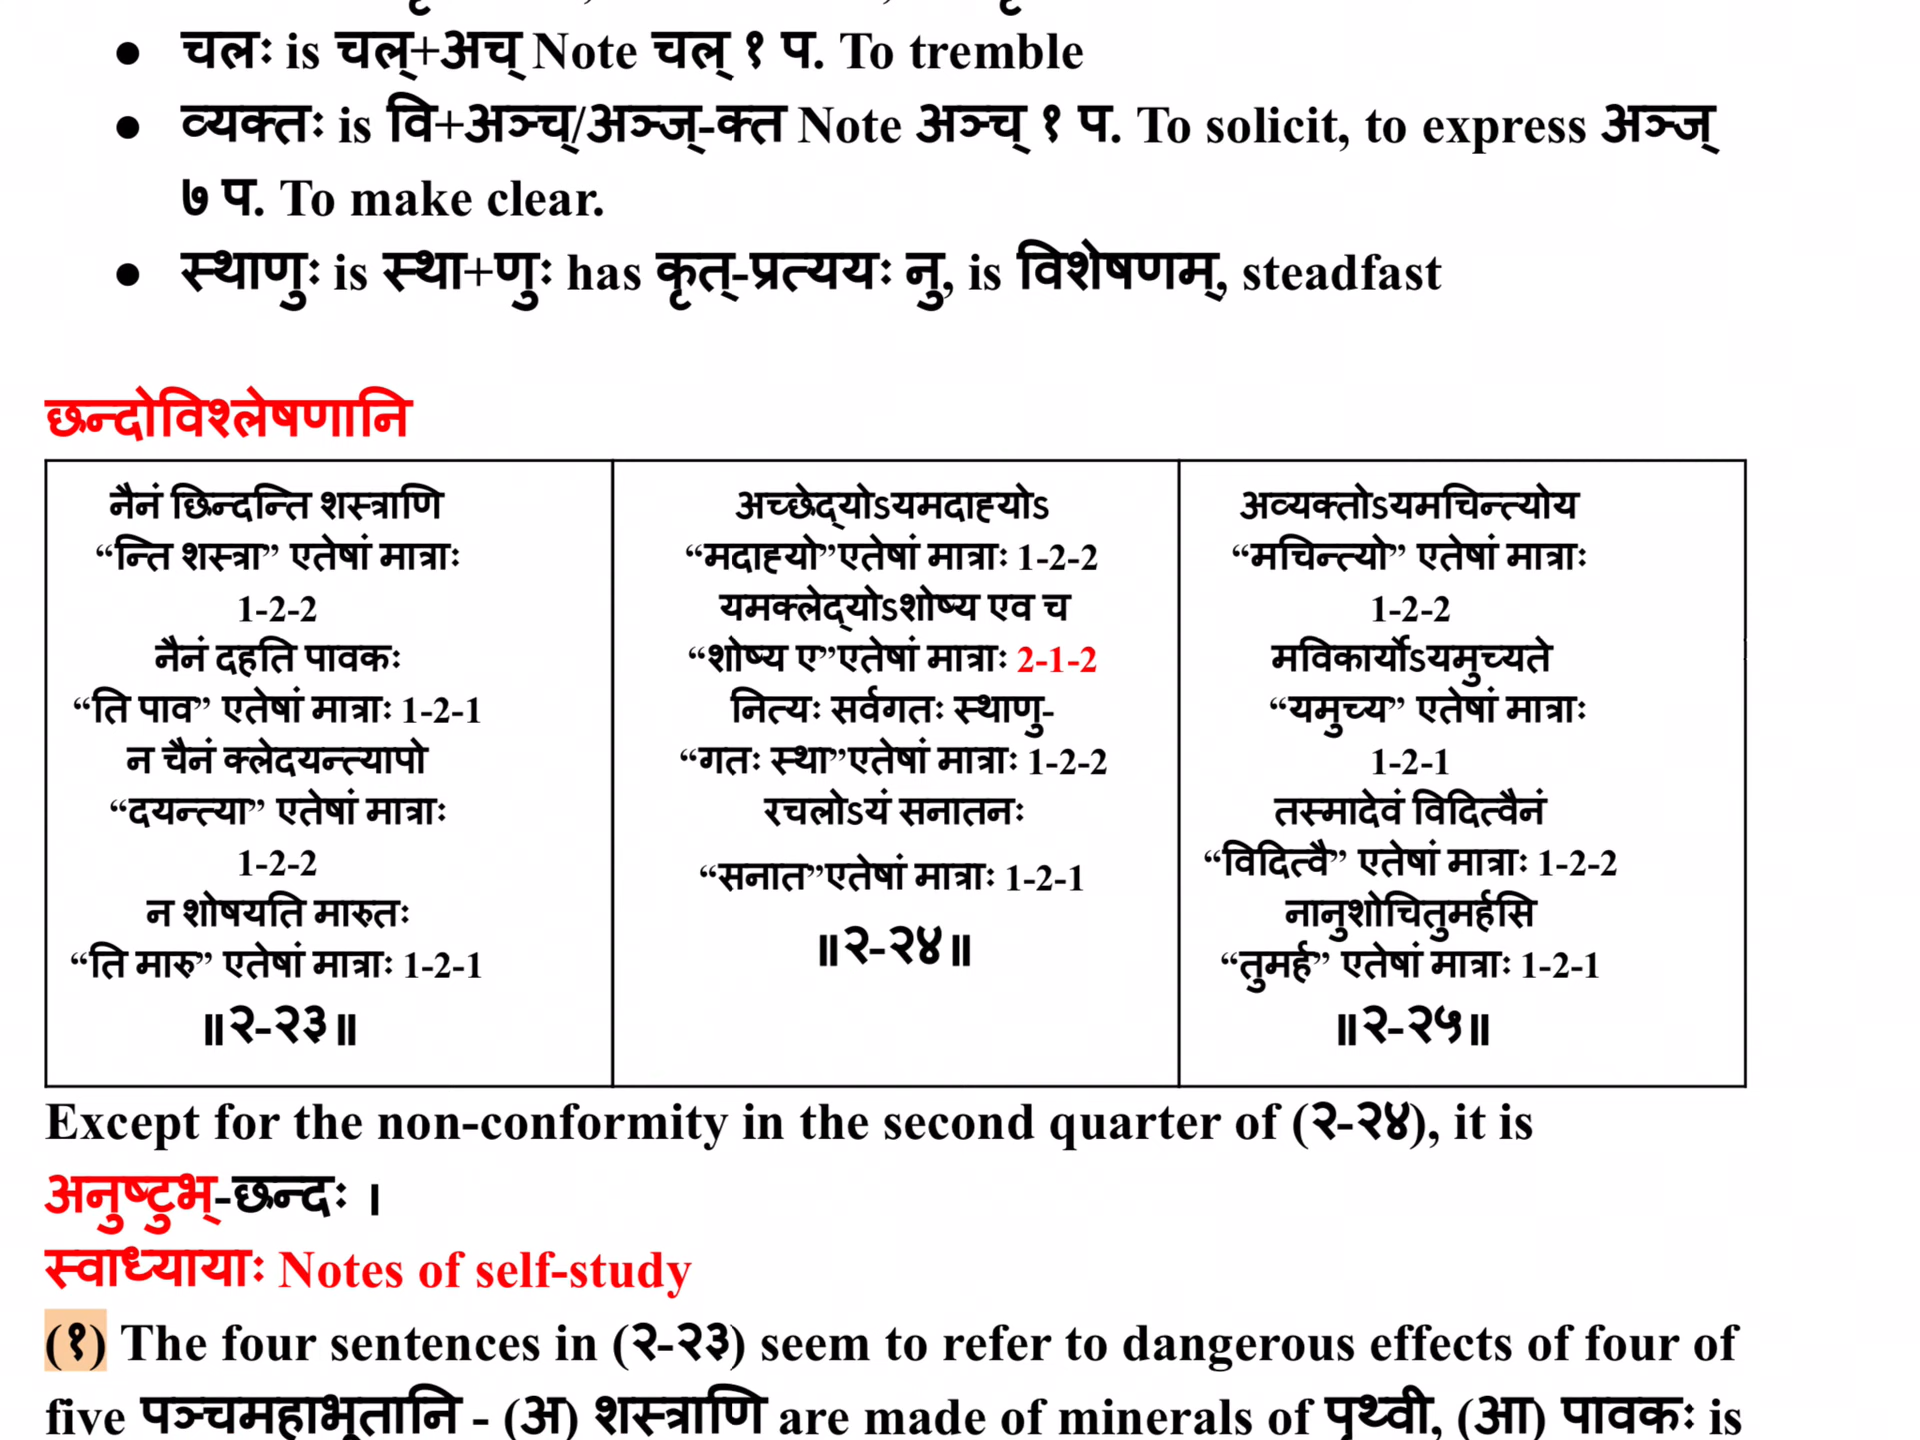 ● चलः is चल्+अच् Note चल् १ प. To tremble
● व्यक्तः is वि+अञ्च्/अञ्ज्-क्त Note अञ्च् १ प. To solicit, to express अञ्ज्
७ प. To make clear.
● स्थाणुः is स्था+णुः has कृत्-प्रत्ययः नु, is विशेषणम्, steadfast
छन्दोविश्लेषणानि
नैनं छिन्दन्ति शस्त्राणि
“न्ति शस्त्रा” एतेषां मात्राः
1-2-2
नैनं दहति पावकः
“ति पाव” एतेषां मात्राः 1-2-1
न चैनं क्लेदयन्त्यापो
“दयन्त्या” एतेषां मात्राः
1-2-2
न शोषयति मारुतः
“ति मारु” एतेषां मात्राः 1-2-1
॥२-२३॥
अच्छेद्योऽयमदाह्योऽ
“मदाह्यो”एतेषां मात्राः 1-2-2
यमक्लेद्योऽशोष्य एव च
“शोष्य ए”एतेषां मात्राः 2-1-2
नित्यः सर्वगतः स्थाणु-
“गतः स्था”एतेषां मात्राः 1-2-2
रचलोऽयं सनातनः
“सनात”एतेषां मात्राः 1-2-1
॥२-२४॥
अव्यक्तोऽयमचिन्त्योय
“मचिन्त्यो” एतेषां मात्राः
1-2-2
मविकार्योऽयमुच्यते
“यमुच्य” एतेषां मात्राः
1-2-1
तस्मादेवं विदित्वैनं
“विदित्वै” एतेषां मात्राः 1-2-2
नानुशोचितुमर्हसि
“तुमर्ह” एतेषां मात्राः 1-2-1
॥२-२५॥
Except for the non-conformity in the second quarter of (२-२४), it is
अनुष्टुभ्-छन्दः ।
स्वाध्यायाः Notes of self-study
(१) The four sentences in (२-२३) seem to refer to dangerous effects of four of
five पञ्चमहाभूतानि - (अ) शस्त्राणि are made of minerals of पृथ्वी, (आ) पावकः is